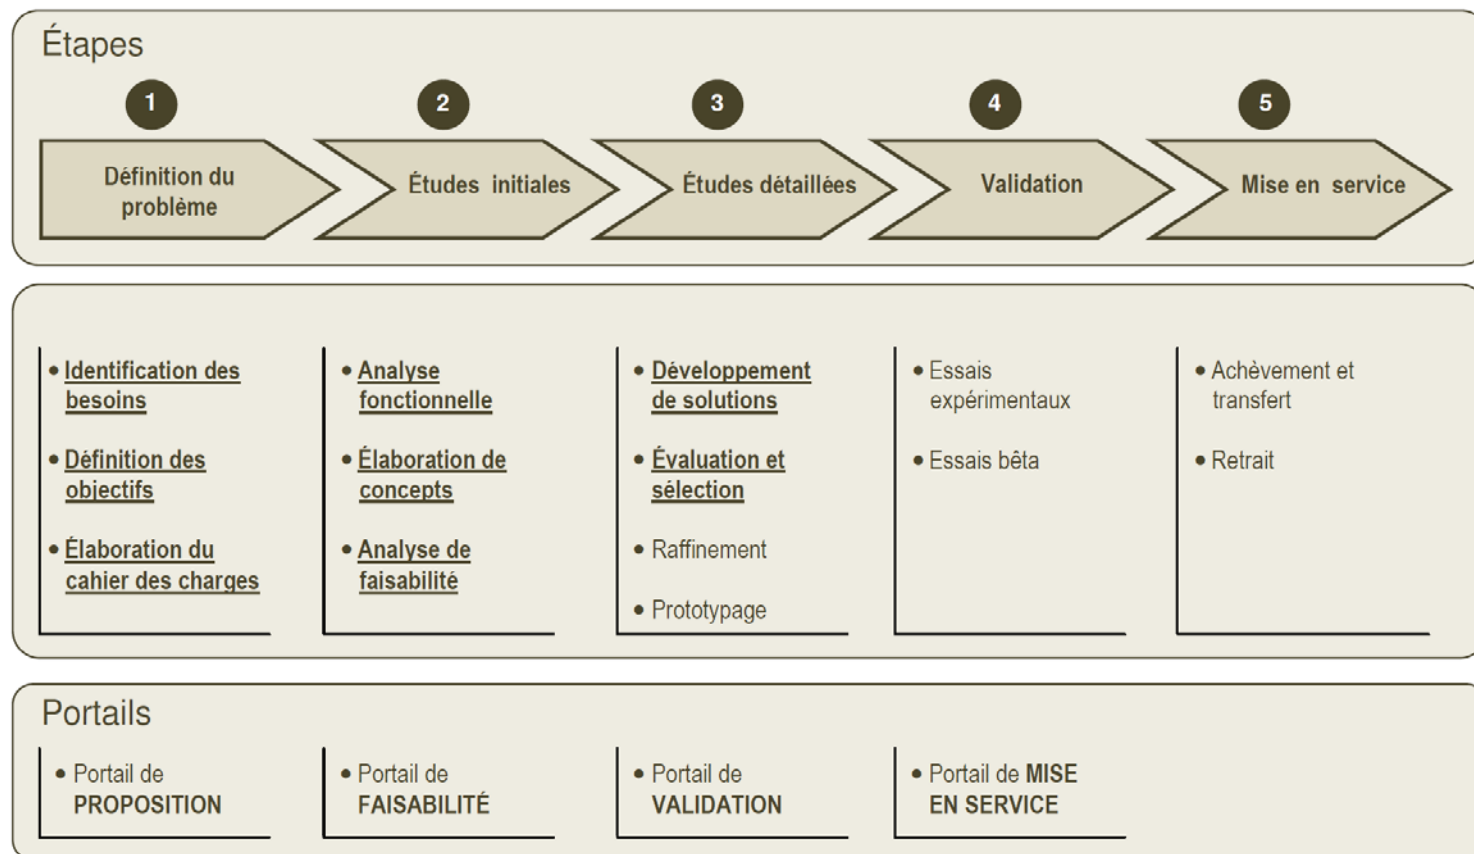 Étapes
1
2
3
4
5
Définition du
problème
Études initiales
Études détaillées
Validation
Mise en service
• Identification des
besoins
• Définition des
objectifs
• Élaboration du
cahier des charges
• Analyse
fonctionnelle
• Élaboration de
concepts
• Analyse de
faisabilité
• Développement
de solutions
• Évaluation et
sélection
• Raffinement
• Prototypage
• Essais
expérimentaux
• Essais bêta
• Achèvement et
transfert
• Retrait
Portails
• Portail de
PROPOSITION
• Portail de
FAISABILITÉ
• Portail de
VALIDATION
• Portail de MISE
EN SERVICE